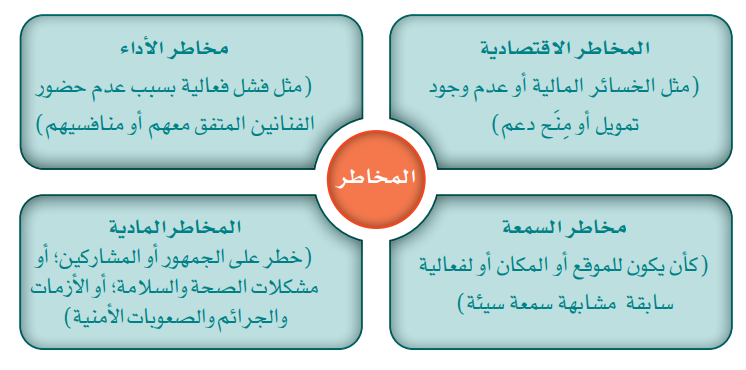 المخاطر الاقتصادية
(مثل الخسائر المالية أو عدم وجود
تمويل أو مِنَح دعم)
مخاطر الأداء
(مثل فشل فعالية بسبب عدم حضور
الفنانين المتفق معهم أو منافسيهم)
المخاطر
مخاطر السمعة
(كأن يكون للموقع أو المكان أو لفعالية
سابقة مشابهة سمعة سيئة)
المخاطر المادية
(خطر على الجمهور أو المشاركين؛ أو
مشكلات الصحة والسلامة؛ أو الأزمات
والجرائم والصعوبات الأمنية)